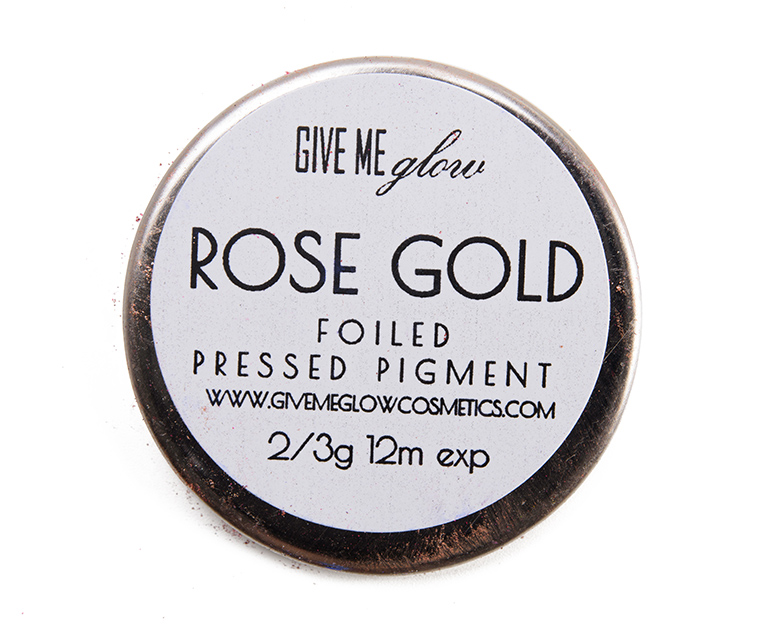 GIVE ME glow
ROSE GOLD
FOILED
PRESSED PIGMENT
WWW.GIVEMEGLOWCOSMETICS.COM
2/3g 12m exp